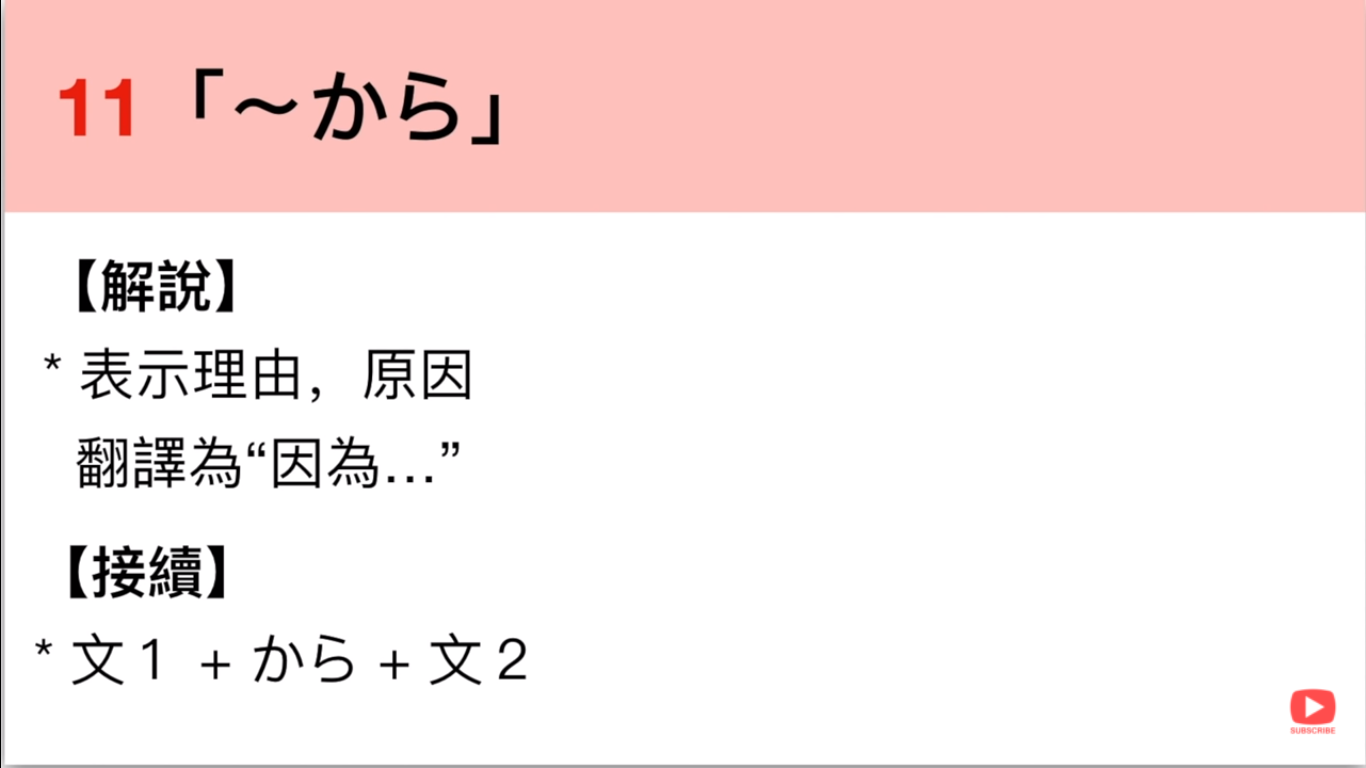 11「～から」
【解說】
* 表示理由，原因
翻譯為“因為…”
【接續】
* 文１ + から + 文２
SUBSCRIBE